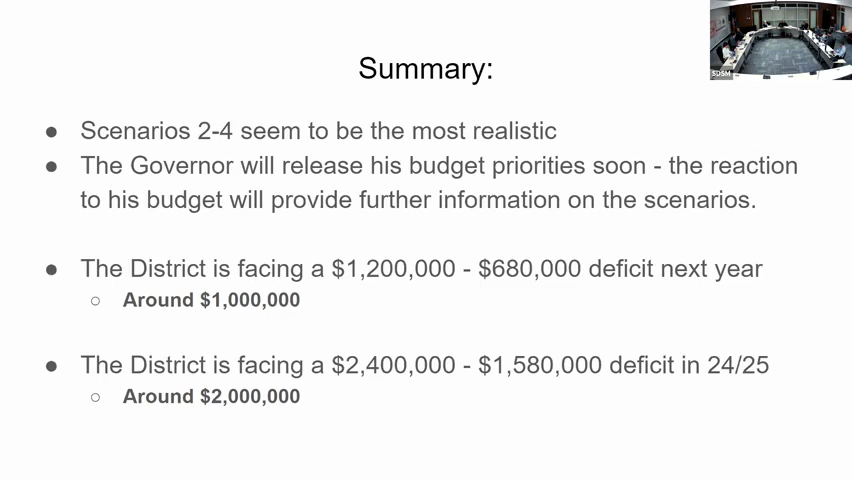 SDSM
Summary:
● Scenarios 2-4 seem to be the most realistic
● The Governor will release his budget priorities soon - the reaction
to his budget will provide further information on the scenarios.
● The District is facing a $1,200,000 - $680,000 deficit next year
○ Around $1,000,000
● The District is facing a $2,400,000 - $1,580,000 deficit in 24/25
○ Around $2,000,000